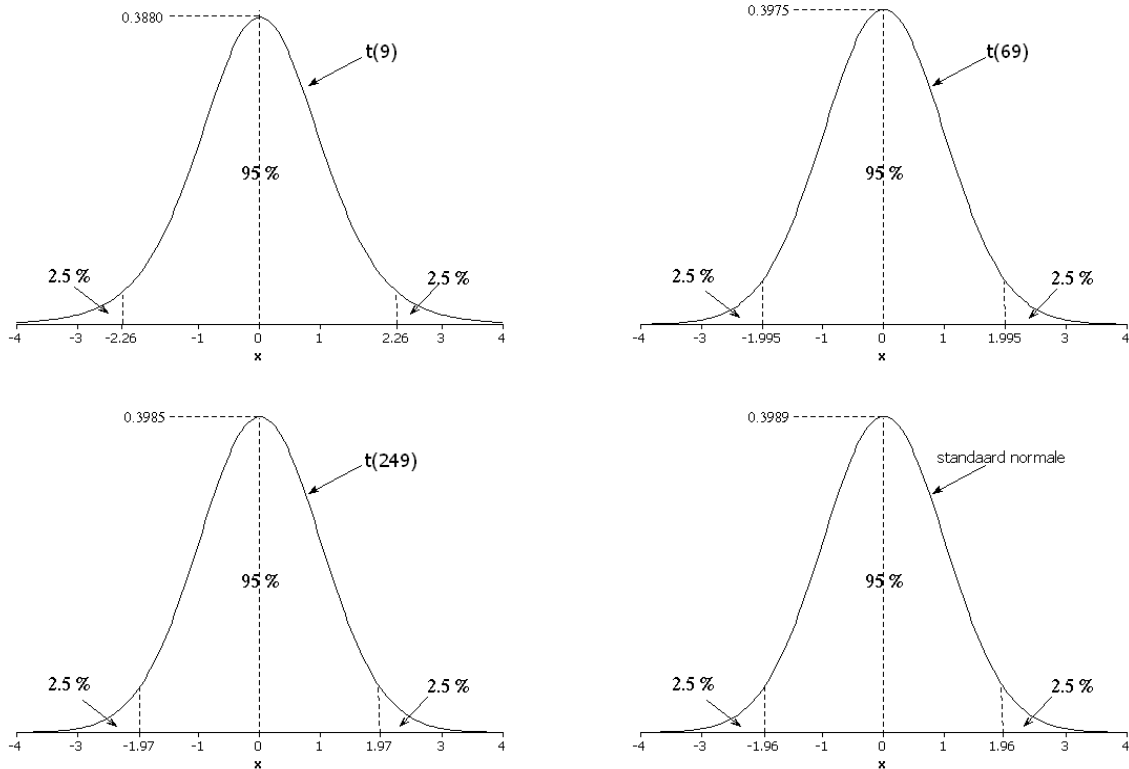 0.3880
t(9)
95 %
2.5 %
2.5 %
-4 -3 -2.26 -1 0 1 2.26 3 4
x
0.3975
t(69)
95 %
2.5 %
2.5 %
-4 -3 -1.995 -1 0 1 1.995 3 4
x
0.3985
t(249)
95 %
2.5 %
2.5 %
-4 -3 -1.97 -1 0 1 1.97 3 4
x
0.3989
standaard normale
95 %
2.5 %
2.5 %
-4 -3 -1.96 -1 0 1 1.96 3 4
x